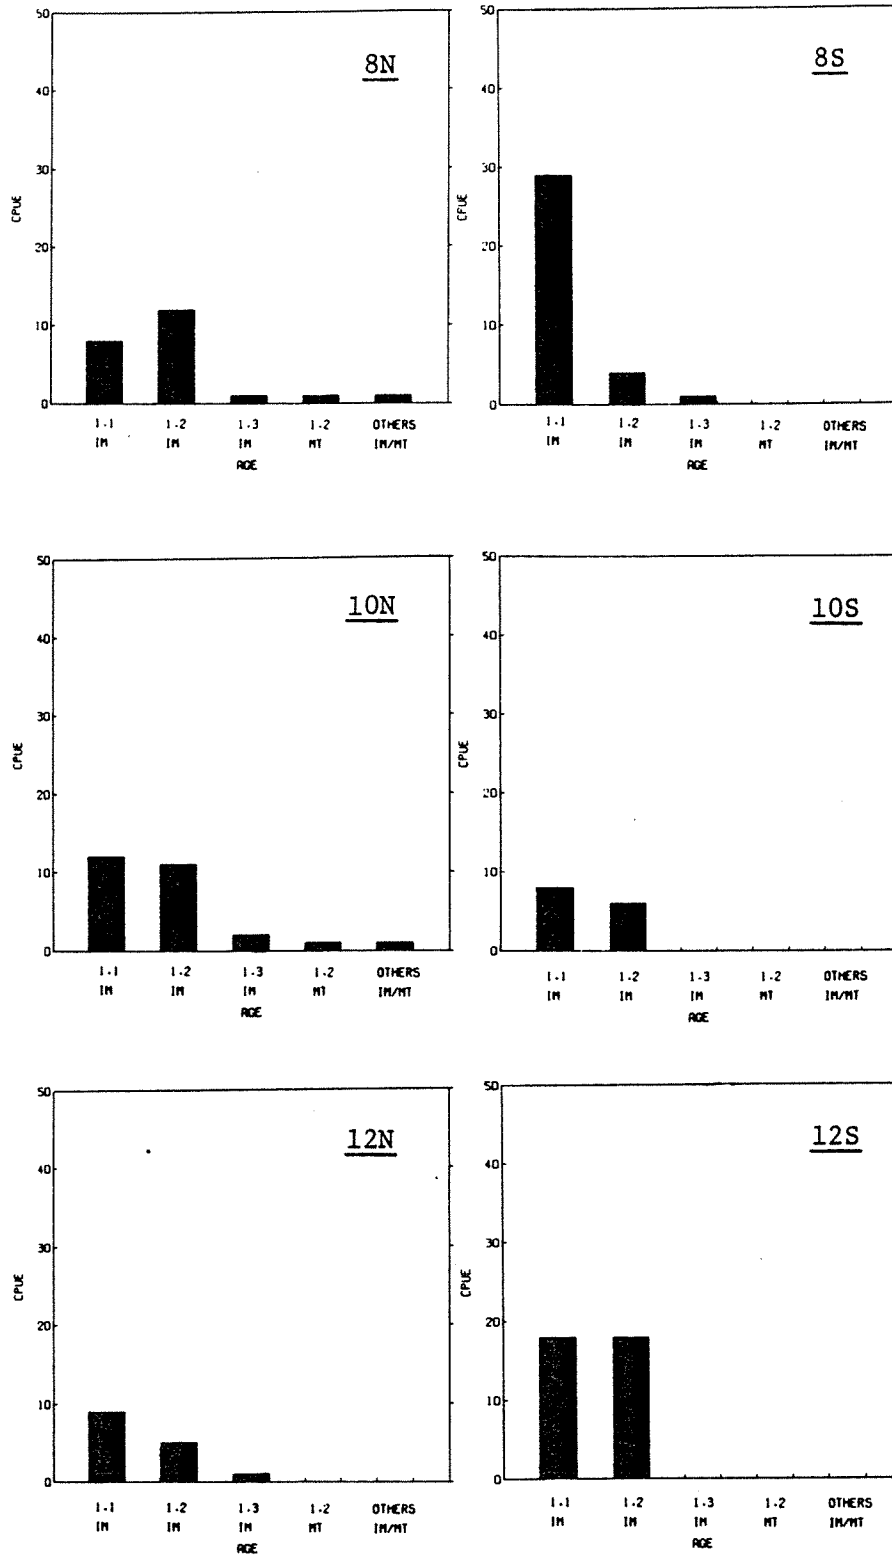 8N
50
40
30
20
10
0
CPUE
1.1 1.2 1.3 1.2 OTHERS
IM IM IM MT IM/MT
AGE
8S
50
40
30
20
10
0
CPUE
1.1 1.2 1.3 1.2 OTHERS
IM IM IM MT IM/MT
AGE
10N
50
40
30
20
10
0
CPUE
1.1 1.2 1.3 1.2 OTHERS
IM IM IM MT IM/MT
AGE
10S
50
40
30
20
10
0
CPUE
1.1 1.2 1.3 1.2 OTHERS
IM IM IM MT IM/MT
AGE
12N
50
40
30
20
10
0
CPUE
1.1 1.2 1.3 1.2 OTHERS
IM IM IM MT IM/MT
AGE
12S
50
40
30
20
10
0
CPUE
1.1 1.2 1.3 1.2 OTHERS
IM IM IM MT IM/MT
AGE